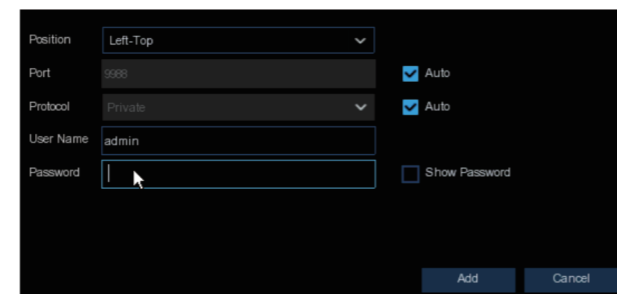 Position Left-Top
Port 9988 Auto
Protocol Private Auto
User Name admin
Password Show Password
Add Cancel